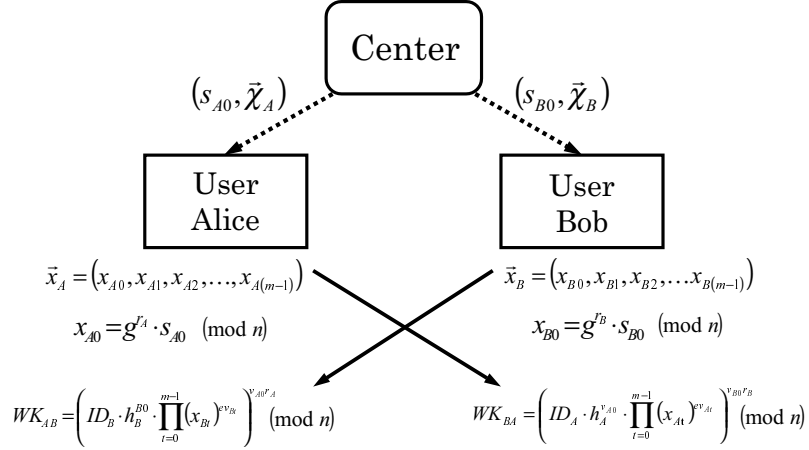 Center
(s_{A0}, \vec{χ}_A) (s_{B0}, \vec{χ}_B)
User User
Alice Bob
\vec{x}_A = (x_{A0}, x_{A1}, x_{A2}, …, x_{A(m-1)}) \vec{x}_B = (x_{B0}, x_{B1}, x_{B2}, … x_{B(m-1)})
x_{A0} = g^{r_A} · s_{A0} (mod n) x_{B0} = g^{r_B} · s_{B0} (mod n)
WK_{AB} = (ID_B · h_B^{B0} · ∏_{t=0}^{m-1} (x_{Bt})^{ev_{Bt}})^{v_{A0} r_A} (mod n) WK_{BA} = (ID_A · h_A^{v_{A0}} · ∏_{t=0}^{m-1} (x_{At})^{ev_{At}})^{v_{B0} r_B} (mod n)